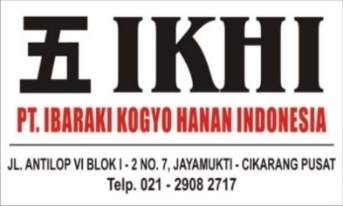 五 IKHI
PT. IBARAKI KOGYO HANAN INDONESIA
JL. ANTILOP VI BLOK I - 2 NO. 7, JAYAMUKTI - CIKARANG PUSAT
Telp. 021 - 2908 2717